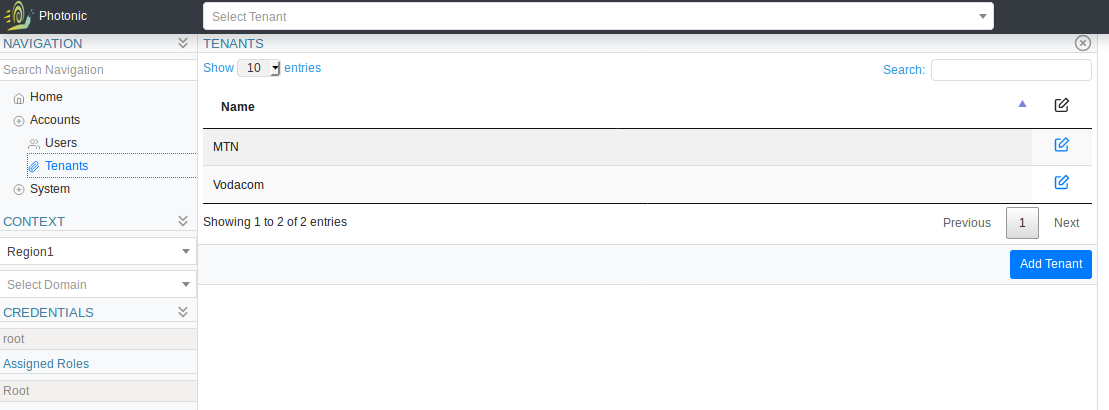 Photonic
Select Tenant
NAVIGATION
Search Navigation
Home
Accounts
Users
Tenants
System
CONTEXT
Region1
Select Domain
CREDENTIALS
root
Assigned Roles
Root
TENANTS
Show 10 entries
Search:
Name
MTN
Vodacom
Showing 1 to 2 of 2 entries
Previous 1 Next
Add Tenant